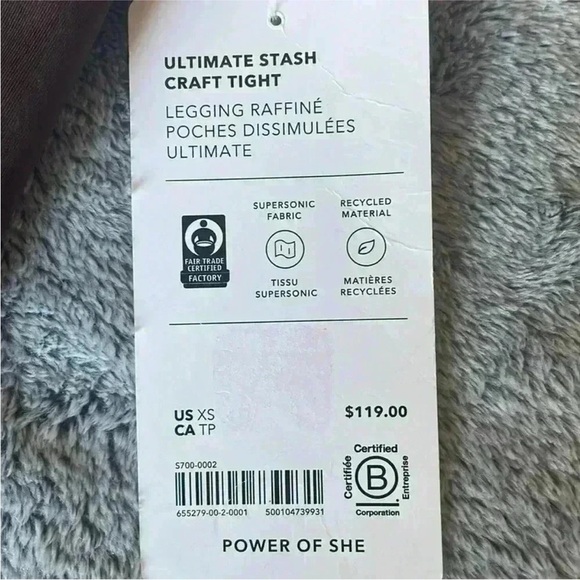 ULTIMATE STASH
CRAFT TIGHT
LEGGING RAFFINÉ
POCHES DISSIMULÉES
ULTIMATE
FAIR TRADE
CERTIFIED
FACTORY
SUPERSONIC
FABRIC
TISSU
SUPERSONIC
RECYCLED
MATERIAL
MATIÈRES
RECYCLÉES
US XS
CA TP
$119.00
S700-0002
655279-00-2-0001 500104739931
Certified
Certifiée
B
Entreprise
Corporation
POWER OF SHE